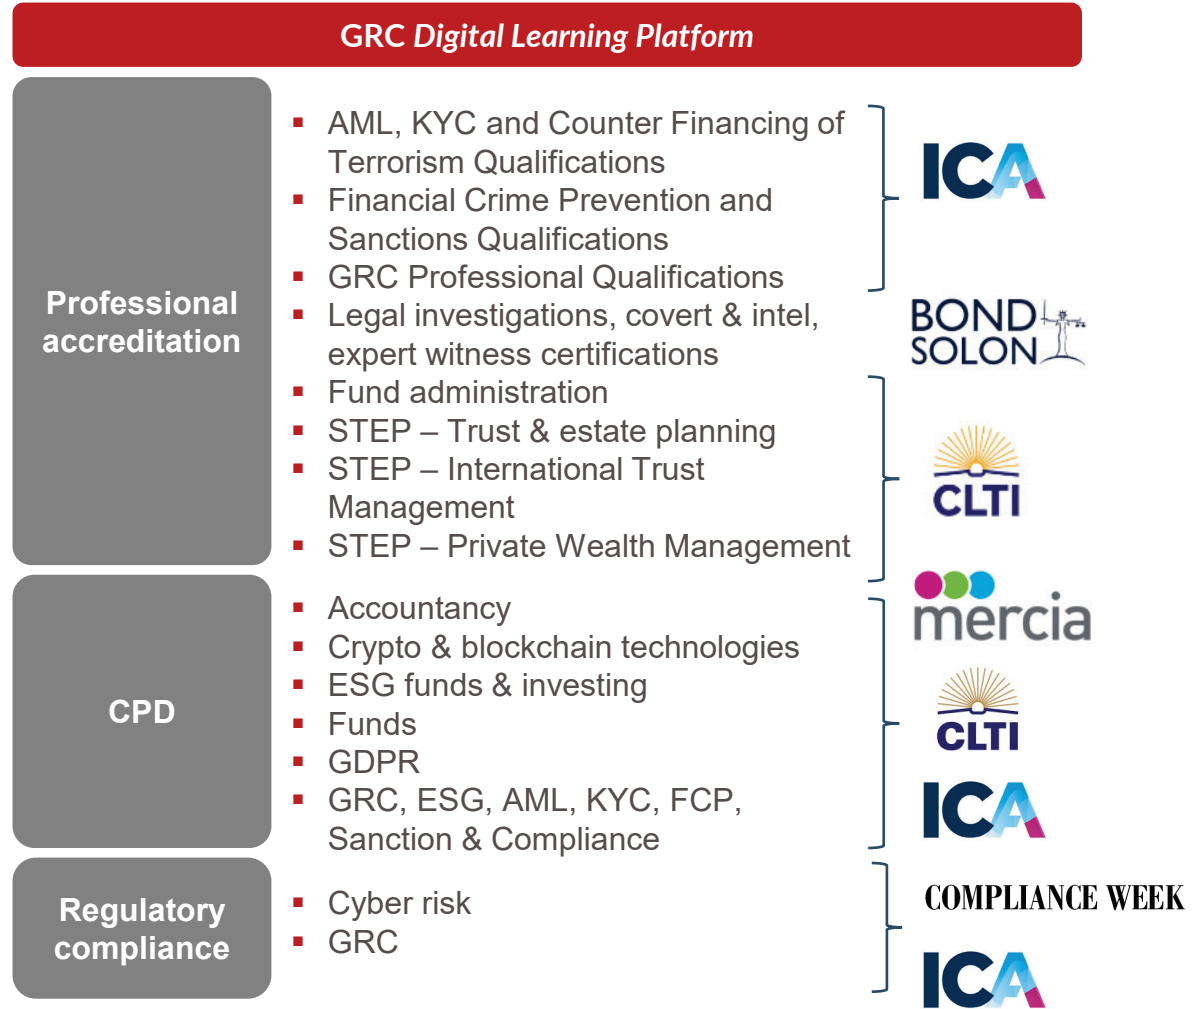 GRC Digital Learning Platform
Professional
accreditation
▪ AML, KYC and Counter Financing of
Terrorism Qualifications
▪ Financial Crime Prevention and
Sanctions Qualifications
▪ GRC Professional Qualifications
▪ Legal investigations, covert & intel,
expert witness certifications
▪ Fund administration
▪ STEP – Trust & estate planning
▪ STEP – International Trust
Management
▪ STEP – Private Wealth Management
ICA
BOND
SOLON
CLTI
CPD
▪ Accountancy
▪ Crypto & blockchain technologies
▪ ESG funds & investing
▪ Funds
▪ GDPR
▪ GRC, ESG, AML, KYC, FCP,
Sanction & Compliance
mercia
CLTI
ICA
Regulatory
compliance
▪ Cyber risk
▪ GRC
COMPLIANCE WEEK
ICA